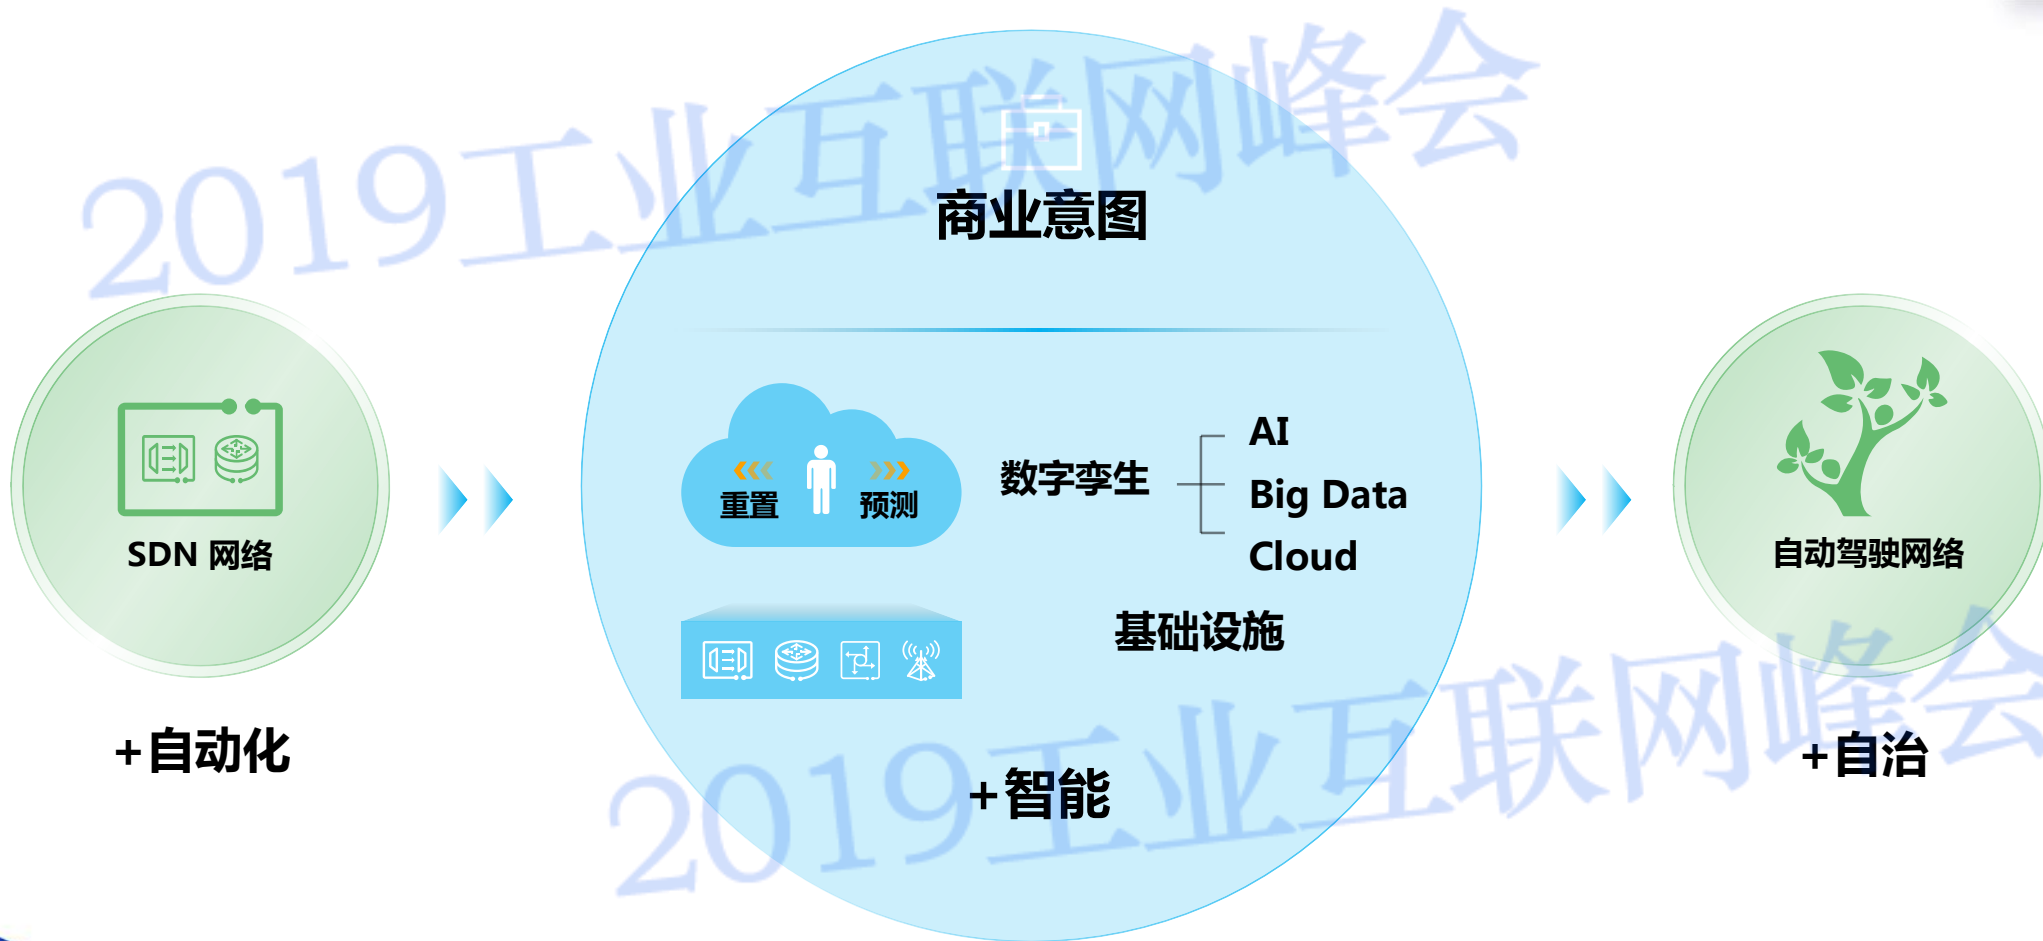 2019工业互联网峰会
商业意图
SDN 网络
+自动化
重置
预测
数字孪生
AI
Big Data
Cloud
基础设施
+智能
自动驾驶网络
+自治
2019工业互联网峰会